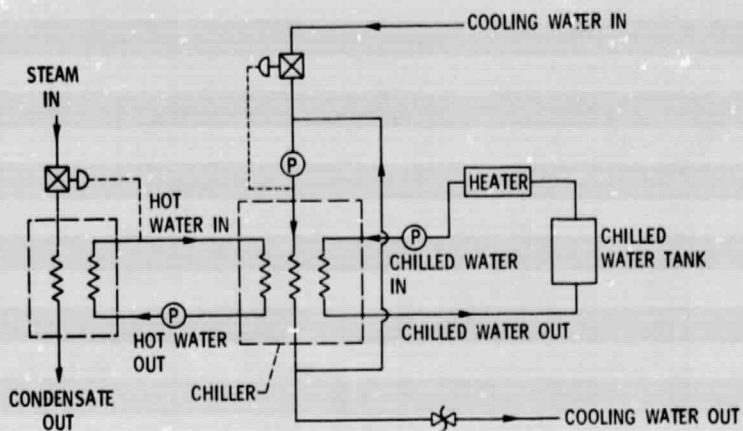 COOLING WATER IN
STEAM
IN
P
HEATER
HOT
WATER IN
P
CHILLED WATER
IN
CHILLED
WATER TANK
P
HOT WATER
OUT
CHILLED WATER OUT
CHILLER
CONDENSATE
OUT
COOLING WATER OUT